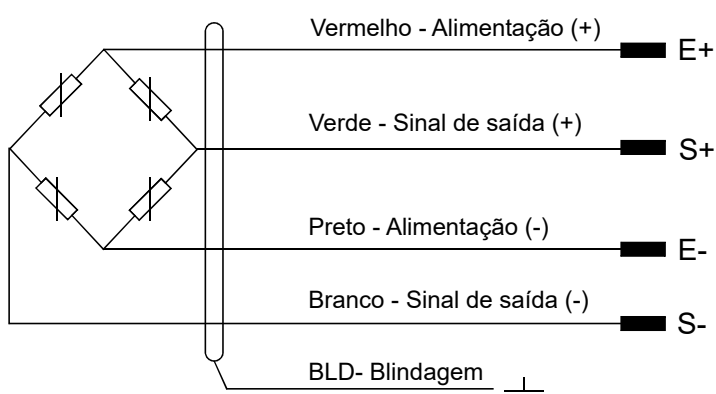 Vermelho - Alimentação (+)
E+
Verde - Sinal de saída (+)
S+
Preto - Alimentação (-)
E-
Branco - Sinal de saída (-)
S-
BLD- Blindagem